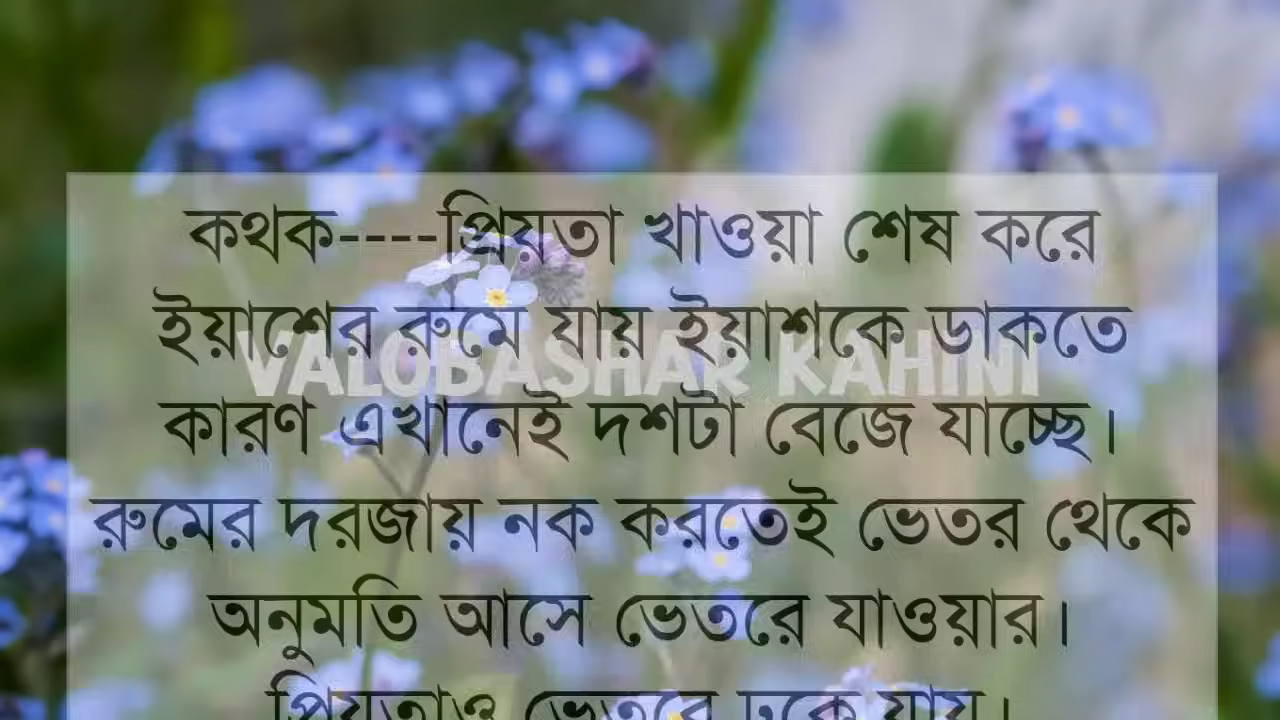 কথক----প্রিয়তা খাওয়া শেষ করে
ইয়াশের রুমে যায় ইয়াশকে ডাকতে
VALOBASHAR KAHINI
কারণ এখানেই দশটা বেজে যাচ্ছে।
রুমের দরজায় নক করতেই ভেতর থেকে
অনুমতি আসে ভেতরে যাওয়ার।
প্রিয়তাও ভেতরে ঢুকে যায়।